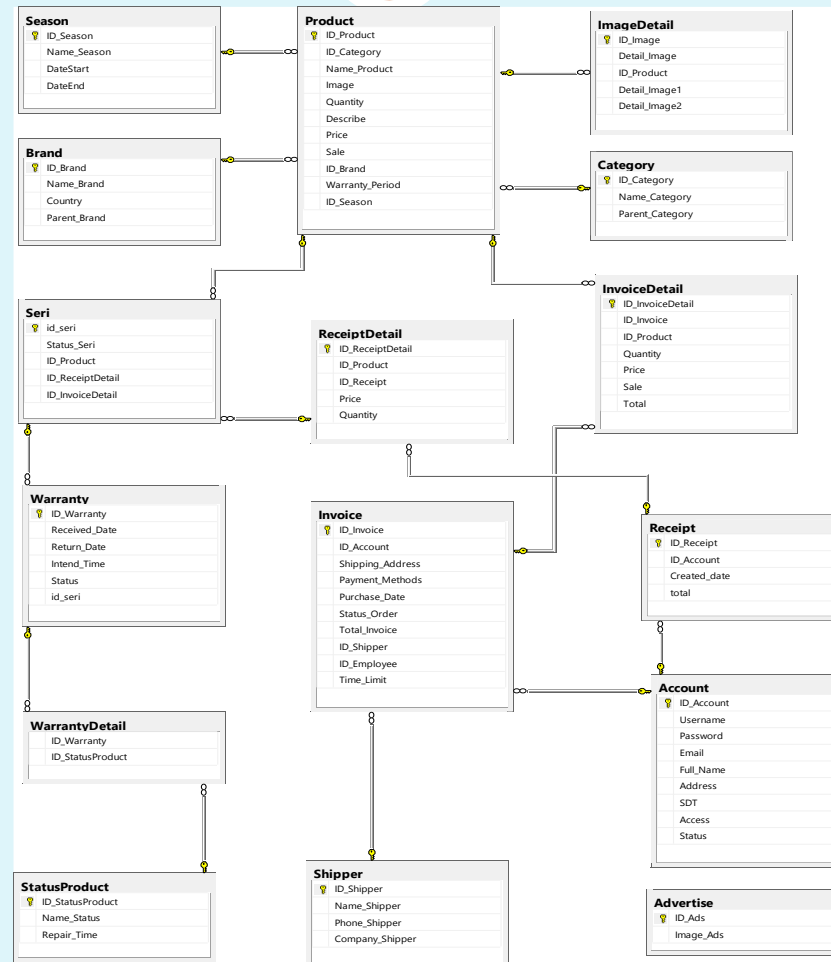 Season
ID_Season
Name_Season
DateStart
DateEnd
Product
ID_Product
ID_Category
Name_Product
Image
Quantity
Describe
Price
Sale
ID_Brand
Warranty_Period
ID_Season
ImageDetail
ID_Image
Detail_Image
ID_Product
Detail_Image1
Detail_Image2
Brand
ID_Brand
Name_Brand
Country
Parent_Brand
Category
ID_Category
Name_Category
Parent_Category
Seri
id_seri
Status_Seri
ID_Product
ID_ReceiptDetail
ID_InvoiceDetail
ReceiptDetail
ID_ReceiptDetail
ID_Product
ID_Receipt
Price
Quantity
InvoiceDetail
ID_InvoiceDetail
ID_Invoice
ID_Product
Quantity
Price
Sale
Total
Warranty
ID_Warranty
Received_Date
Return_Date
Intend_Time
Status
id_seri
Invoice
ID_Invoice
ID_Account
Shipping_Address
Payment_Methods
Purchase_Date
Status_Order
Total_Invoice
ID_Shipper
ID_Employee
Time_Limit
Receipt
ID_Receipt
ID_Account
Created_date
total
WarrantyDetail
ID_Warranty
ID_StatusProduct
Account
ID_Account
Username
Password
Email
Full_Name
Address
SDT
Access
Status
StatusProduct
ID_StatusProduct
Name_Status
Repair_Time
Shipper
ID_Shipper
Name_Shipper
Phone_Shipper
Company_Shipper
Advertise
ID_Ads
Image_Ads